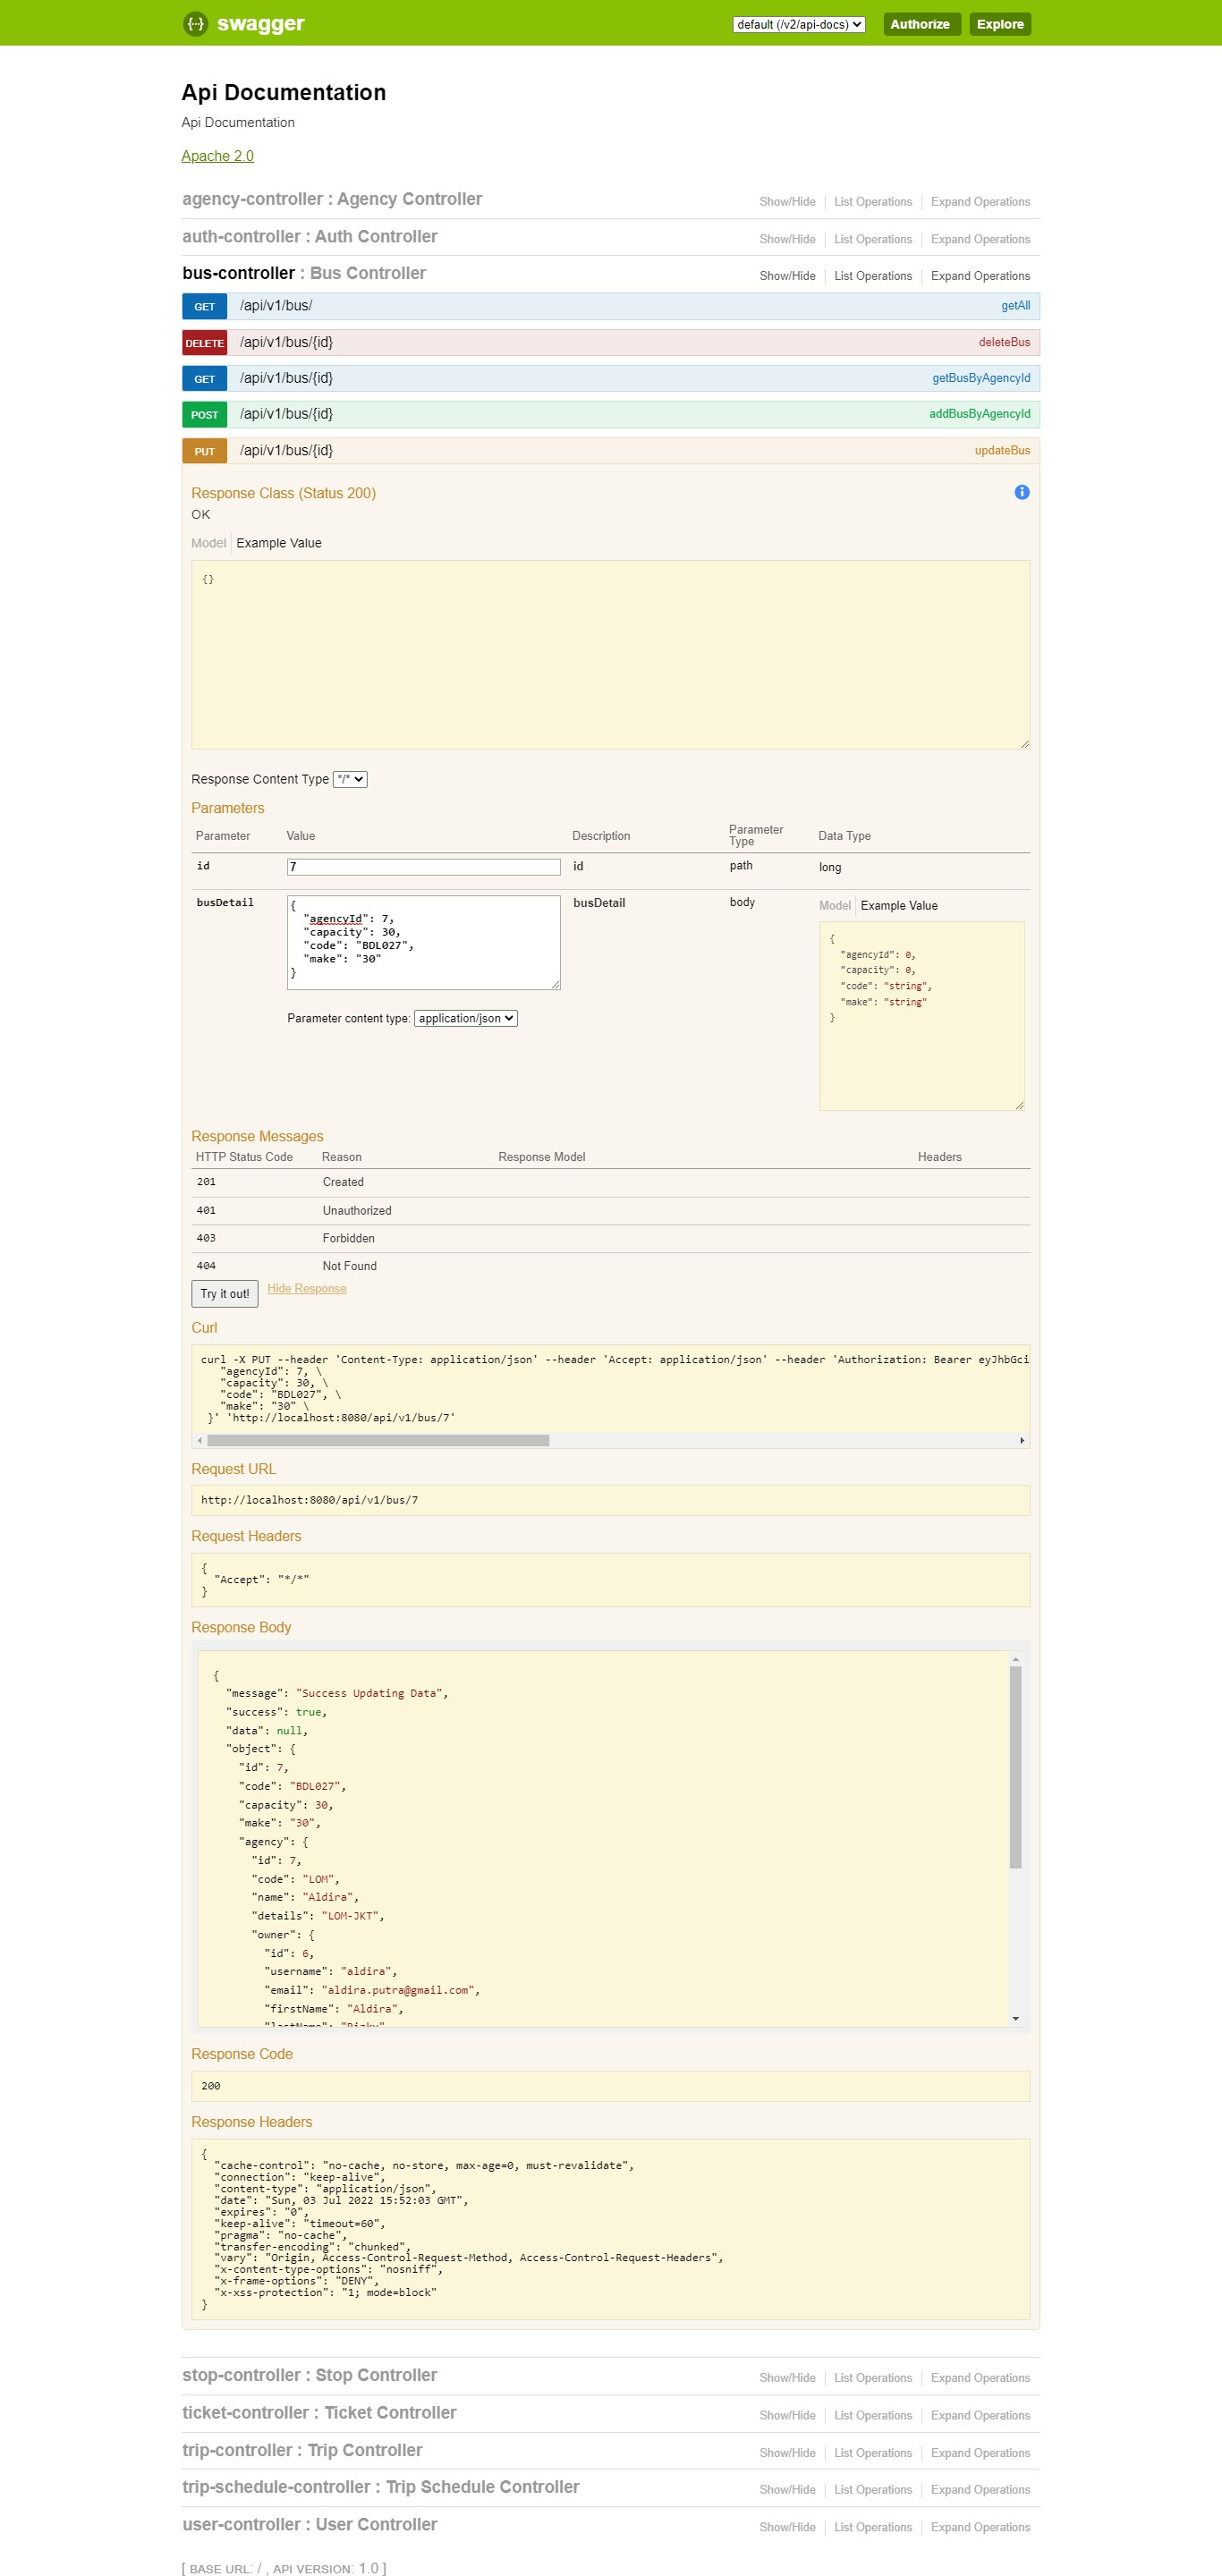 {···} swagger default (/v2/api-docs) Authorize Explore
Api Documentation
Api Documentation
Apache 2.0
agency-controller : Agency Controller Show/Hide List Operations Expand Operations
auth-controller : Auth Controller Show/Hide List Operations Expand Operations
bus-controller : Bus Controller Show/Hide List Operations Expand Operations
GET /api/v1/bus/ getAll
DELETE /api/v1/bus/{id} deleteBus
GET /api/v1/bus/{id} getBusByAgencyId
POST /api/v1/bus/{id} addBusByAgencyId
PUT /api/v1/bus/{id} updateBus
Response Class (Status 200)
OK
Model Example Value
{}
Response Content Type */*
Parameters
Parameter Value Description Parameter Type Data Type
id 7 id path long
busDetail
{
"agencyId": 7,
"capacity": 30,
"code": "BDL027",
"make": "30"
}
Parameter content type: application/json
busDetail body
Model Example Value
{
"agencyId": 0,
"capacity": 0,
"code": "string",
"make": "string"
}
Response Messages
HTTP Status Code Reason Response Model Headers
201 Created
401 Unauthorized
403 Forbidden
404 Not Found
Try it out! Hide Response
Curl
curl -X PUT --header 'Content-Type: application/json' --header 'Accept: application/json' --header 'Authorization: Bearer eyJhbGci
"agencyId": 7, \
"capacity": 30, \
"code": "BDL027", \
"make": "30" \
}' 'http://localhost:8080/api/v1/bus/7'
Request URL
http://localhost:8080/api/v1/bus/7
Request Headers
{
"Accept": "*/*"
}
Response Body
{
"message": "Success Updating Data",
"success": true,
"data": null,
"object": {
"id": 7,
"code": "BDL027",
"capacity": 30,
"make": "30",
"agency": {
"id": 7,
"code": "LOM",
"name": "Aldira",
"details": "LOM-JKT",
"owner": {
"id": 6,
"username": "aldira",
"email": "aldira.putra@gmail.com",
"firstName": "Aldira",
"lastName": "Rizky"
Response Code
200
Response Headers
{
"cache-control": "no-cache, no-store, max-age=0, must-revalidate",
"connection": "keep-alive",
"content-type": "application/json",
"date": "Sun, 03 Jul 2022 15:52:03 GMT",
"expires": "0",
"keep-alive": "timeout=60",
"pragma": "no-cache",
"transfer-encoding": "chunked",
"vary": "Origin, Access-Control-Request-Method, Access-Control-Request-Headers",
"x-content-type-options": "nosniff",
"x-frame-options": "DENY",
"x-xss-protection": "1; mode=block"
}
stop-controller : Stop Controller Show/Hide List Operations Expand Operations
ticket-controller : Ticket Controller Show/Hide List Operations Expand Operations
trip-controller : Trip Controller Show/Hide List Operations Expand Operations
trip-schedule-controller : Trip Schedule Controller Show/Hide List Operations Expand Operations
user-controller : User Controller Show/Hide List Operations Expand Operations
[ BASE URL: / , API VERSION: 1.0 ]